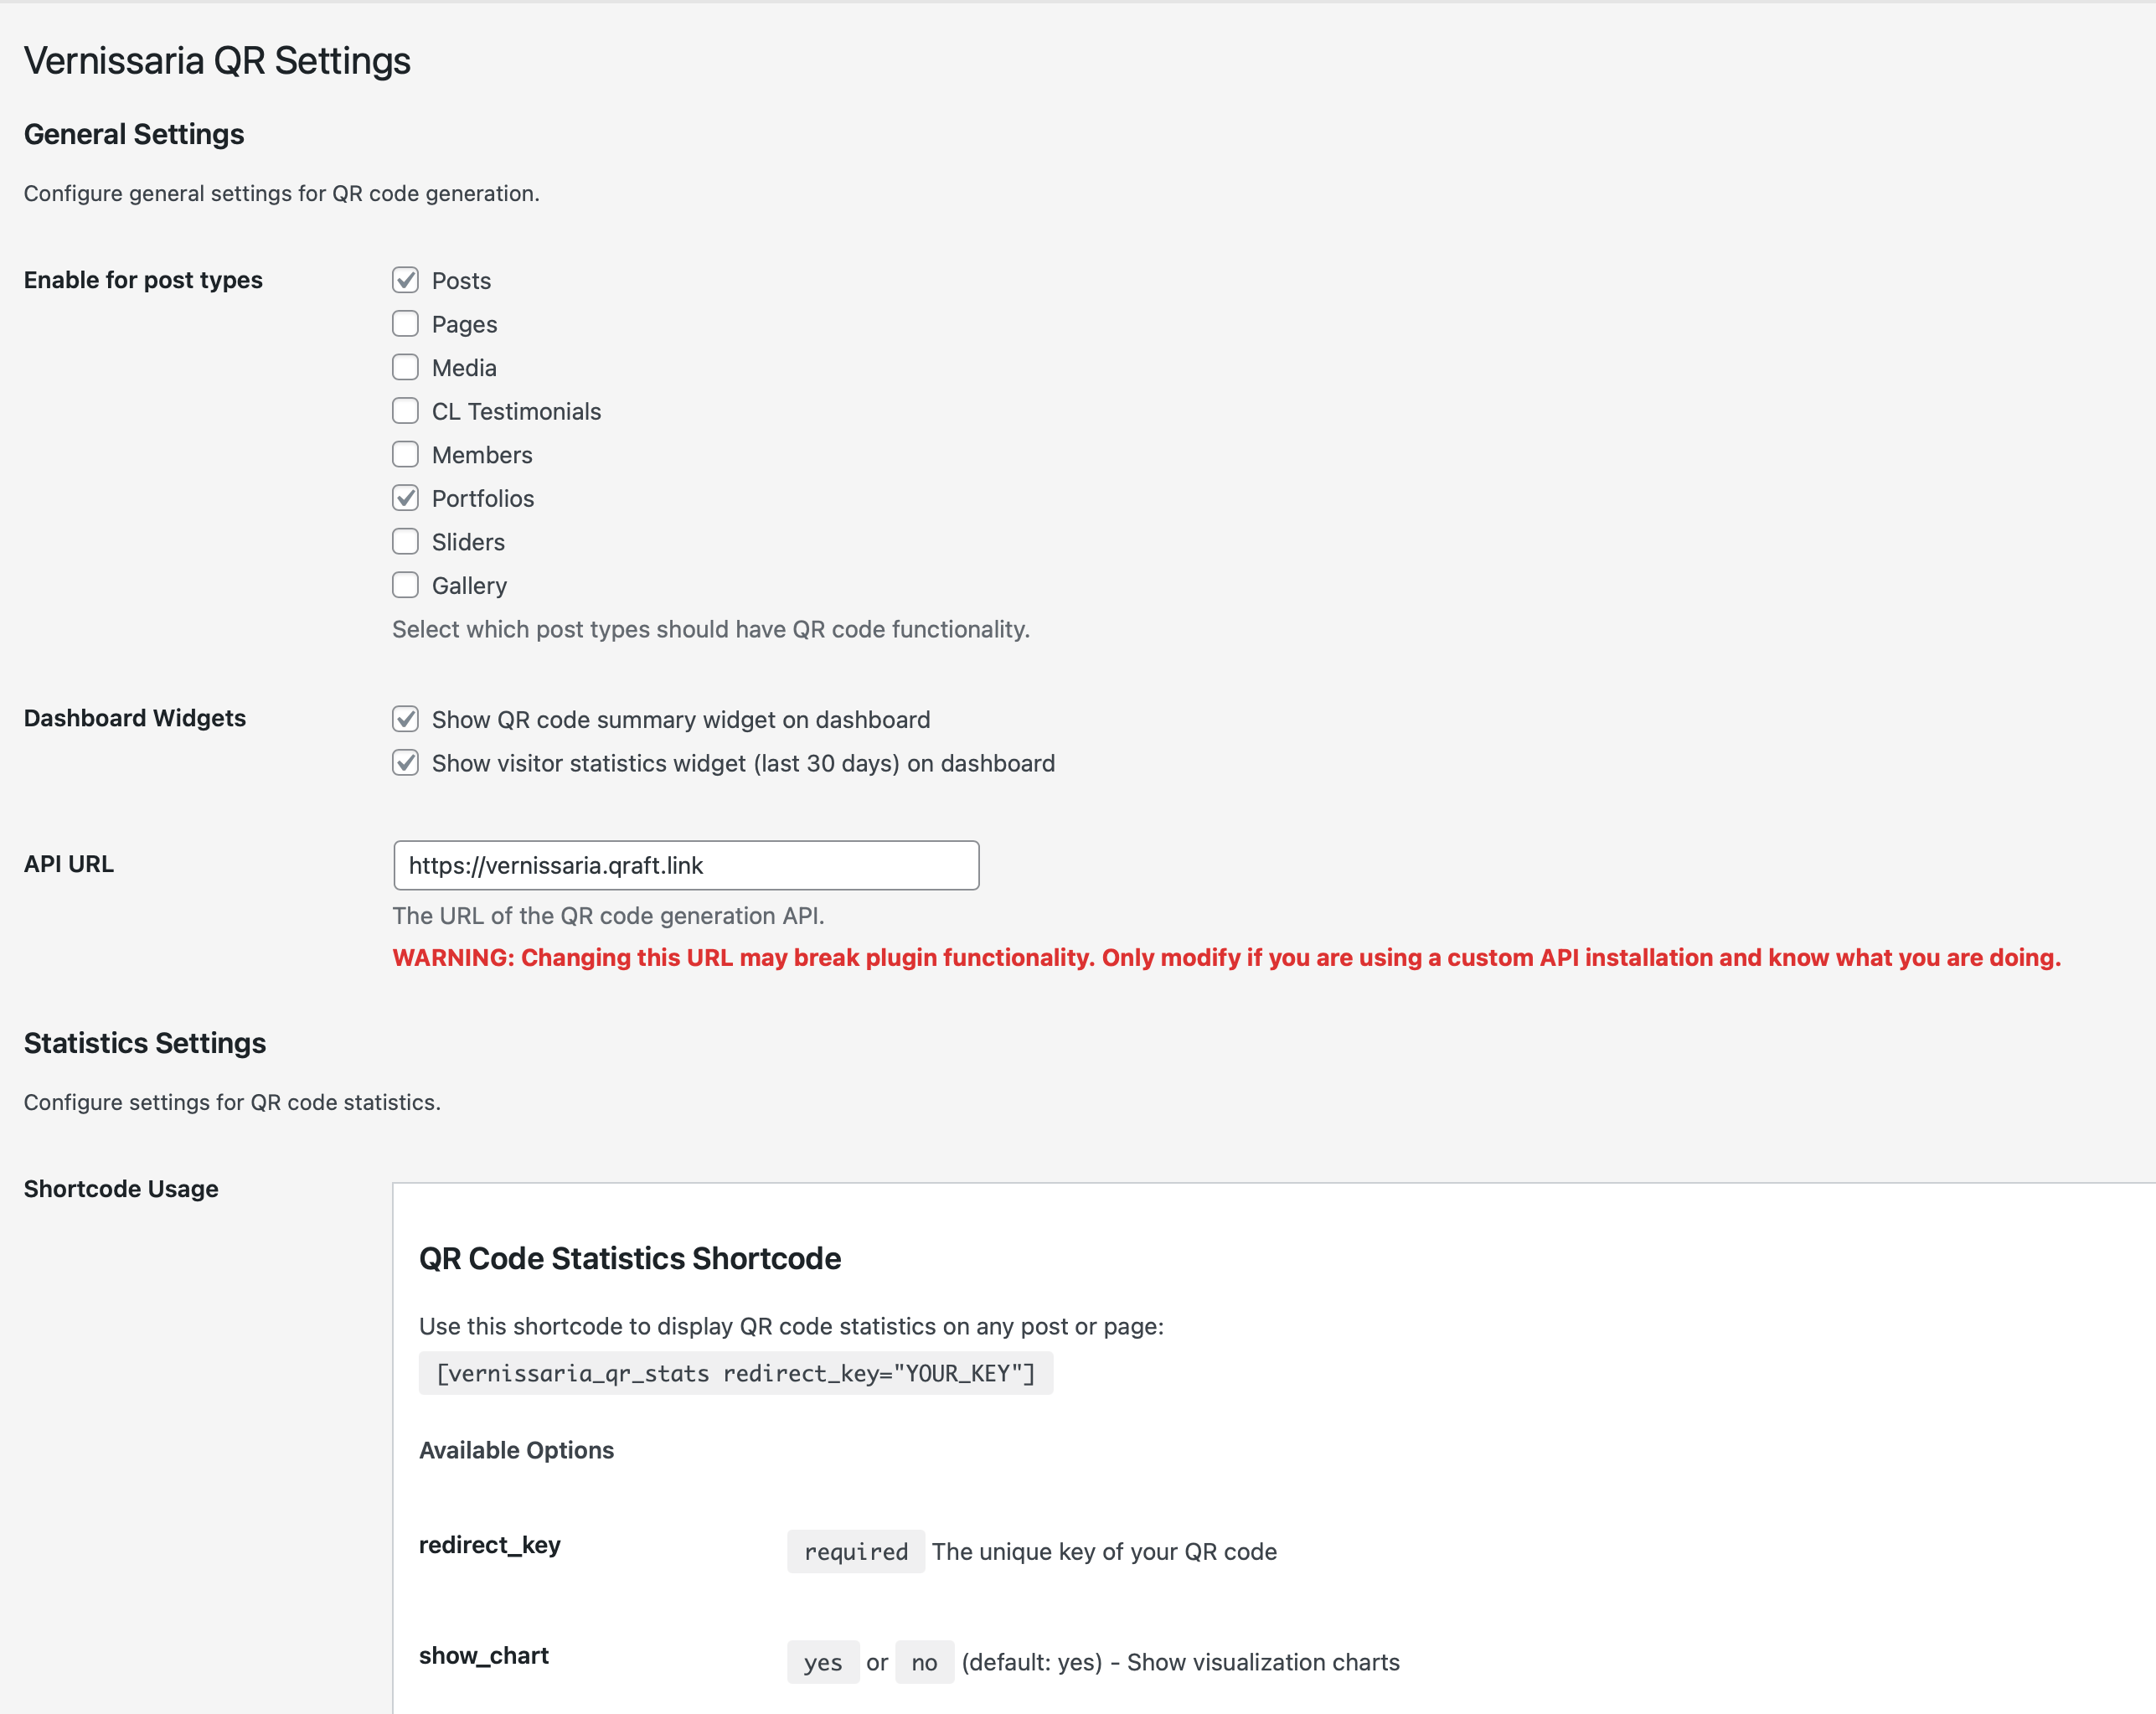 Vernissaria QR Settings
General Settings
Configure general settings for QR code generation.
Enable for post types
Posts
Pages
Media
CL Testimonials
Members
Portfolios
Sliders
Gallery
Select which post types should have QR code functionality.
Dashboard Widgets
Show QR code summary widget on dashboard
Show visitor statistics widget (last 30 days) on dashboard
API URL
https://vernissaria.qraft.link
The URL of the QR code generation API.
WARNING: Changing this URL may break plugin functionality. Only modify if you are using a custom API installation and know what you are doing.
Statistics Settings
Configure settings for QR code statistics.
Shortcode Usage
QR Code Statistics Shortcode
Use this shortcode to display QR code statistics on any post or page:
[vernissaria_qr_stats redirect_key="YOUR_KEY"]
Available Options
redirect_key required The unique key of your QR code
show_chart yes or no (default: yes) - Show visualization charts